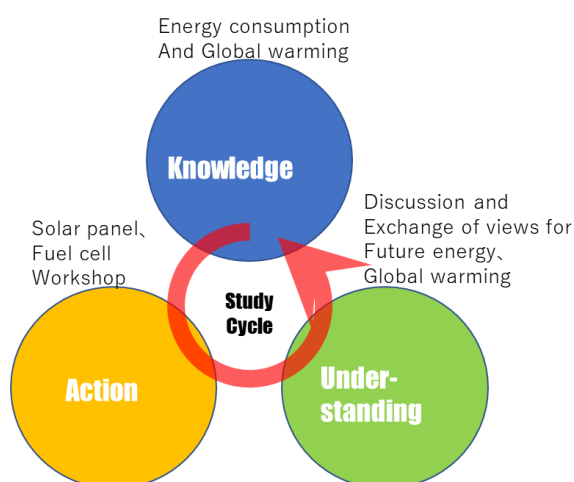 Energy consumption
And Global warming
Knowledge
Discussion and
Exchange of views for
Future energy、
Global warming
Solar panel、
Fuel cell
Workshop
Study
Cycle
Action
Under-
standing